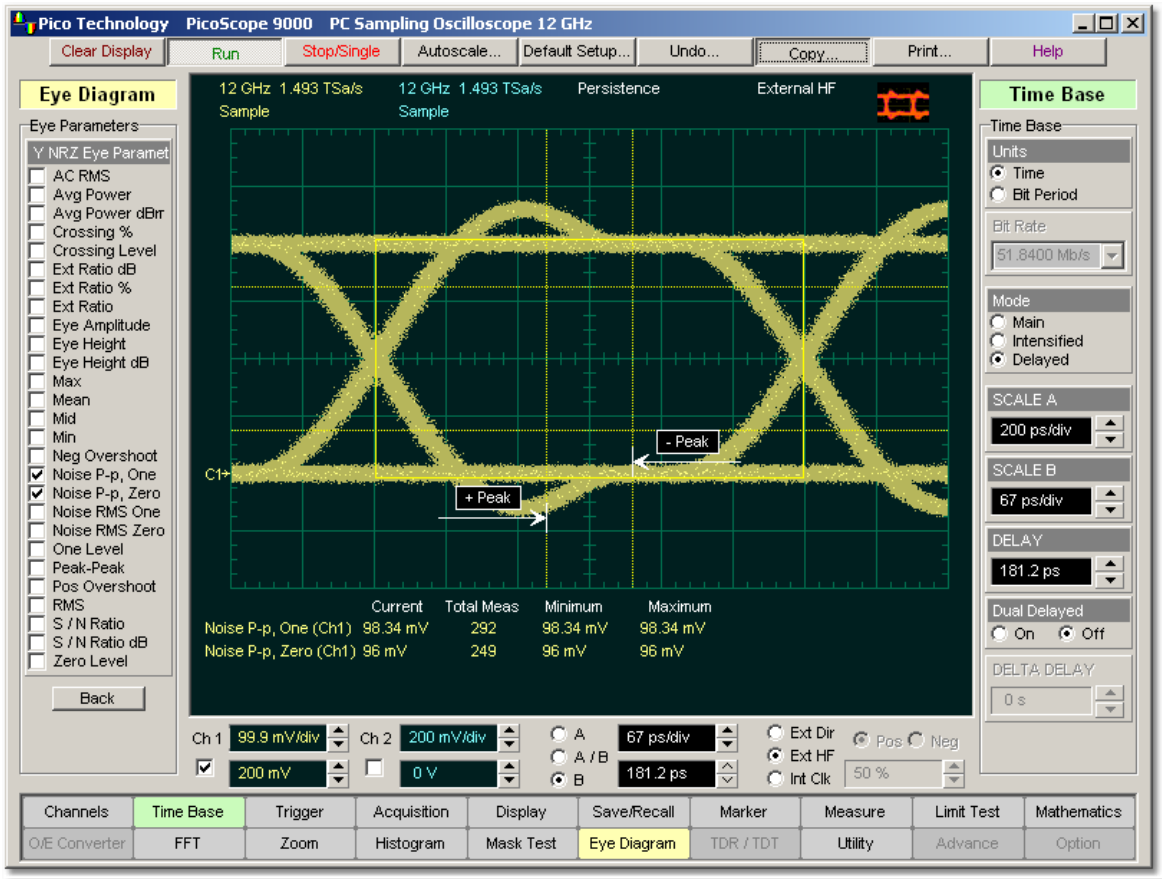 Pico Technology PicoScope 9000 PC Sampling Oscilloscope 12 GHz
Clear Display Run Stop/Single Autoscale... Default Setup... Undo... Copy... Print... Help
Eye Diagram
Eye Parameters
Y NRZ Eye Paramet
AC RMS
Avg Power
Avg Power dBm
Crossing %
Crossing Level
Ext Ratio dB
Ext Ratio %
Ext Ratio
Eye Amplitude
Eye Height
Eye Height dB
Max
Mean
Mid
Min
Neg Overshoot
Noise P-p, One
Noise P-p, Zero
Noise RMS One
Noise RMS Zero
One Level
Peak-Peak
Pos Overshoot
RMS
S / N Ratio
S / N Ratio dB
Zero Level
Back
12 GHz 1.493 TSa/s 12 GHz 1.493 TSa/s Persistence External HF
Sample Sample
C1
- Peak
+ Peak
Current Total Meas Minimum Maximum
Noise P-p, One (Ch1) 98.34 mV 292 98.34 mV 98.34 mV
Noise P-p, Zero (Ch1) 96 mV 249 96 mV 96 mV
Time Base
Time Base
Units
Time
Bit Period
Bit Rate
51.8400 Mb/s
Mode
Main
Intensified
Delayed
SCALE A
200 ps/div
SCALE B
67 ps/div
DELAY
181.2 ps
Dual Delayed
On Off
DELTA DELAY
0 s
Ch 1 99.9 mV/div Ch 2 200 mV/div A 67 ps/div Ext Dir Pos Neg
A / B Ext HF
200 mV 0 V B 181.2 ps Int Clk 50 %
Channels Time Base Trigger Acquisition Display Save/Recall Marker Measure Limit Test Mathematics
O/E Converter FFT Zoom Histogram Mask Test Eye Diagram TDR / TDT Utility Advance Option